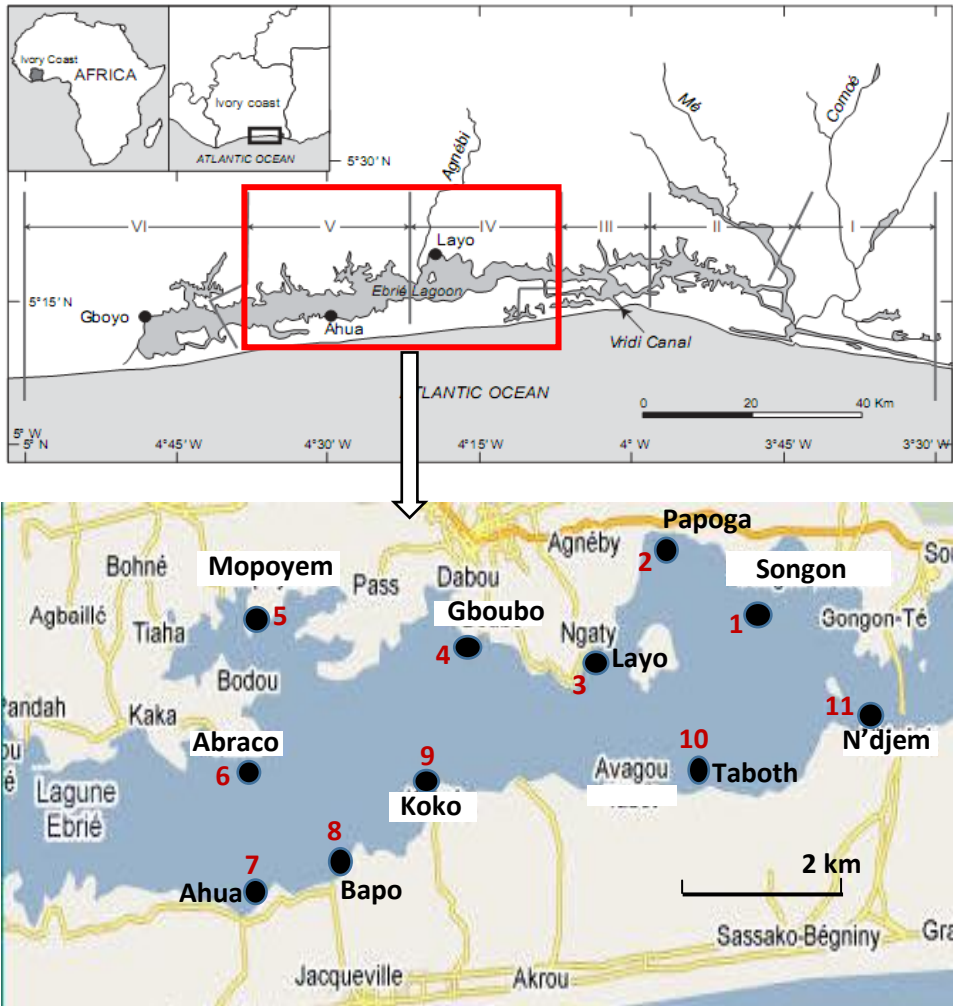 Ivory Coast
AFRICA
Ivory coast
ATLANTIC OCEAN
5°30'N
Agnébi
Mé
Comoé
VI
V
IV
III
II
I
Layo
Ebrié Lagoon
5°15'N
Gboyo
Ahua
Vridi Canal
ATLANTIC OCEAN
0 20 40 Km
5° W
5° N
4°45'W
4°30'W
4°15'W
4° W
3°45'W
3°30'W
Papoga
Agnéby
2
Bohné
Mopoyem
Pass
Dabou
Songon
Agbaillé
Tiaha
5
Gboubo
Ngaty
1
Gongon-Té
4
Layo
3
Bodou
Kaka
11
Abraco
9
10
N'djem
6
Avagou
Taboth
Lagune
Ebrié
Koko
8
7
2 km
Ahua
Bapo
Sassako-Bégniny
Jacqueville
Akrou